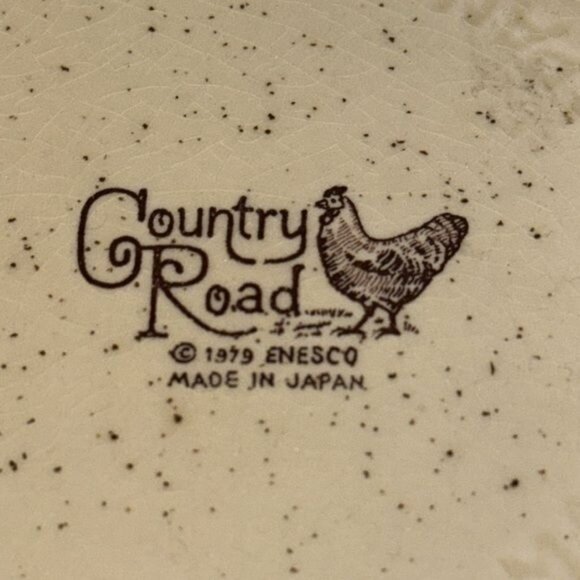 Country
Road
© 1979 ENESCO
MADE IN JAPAN